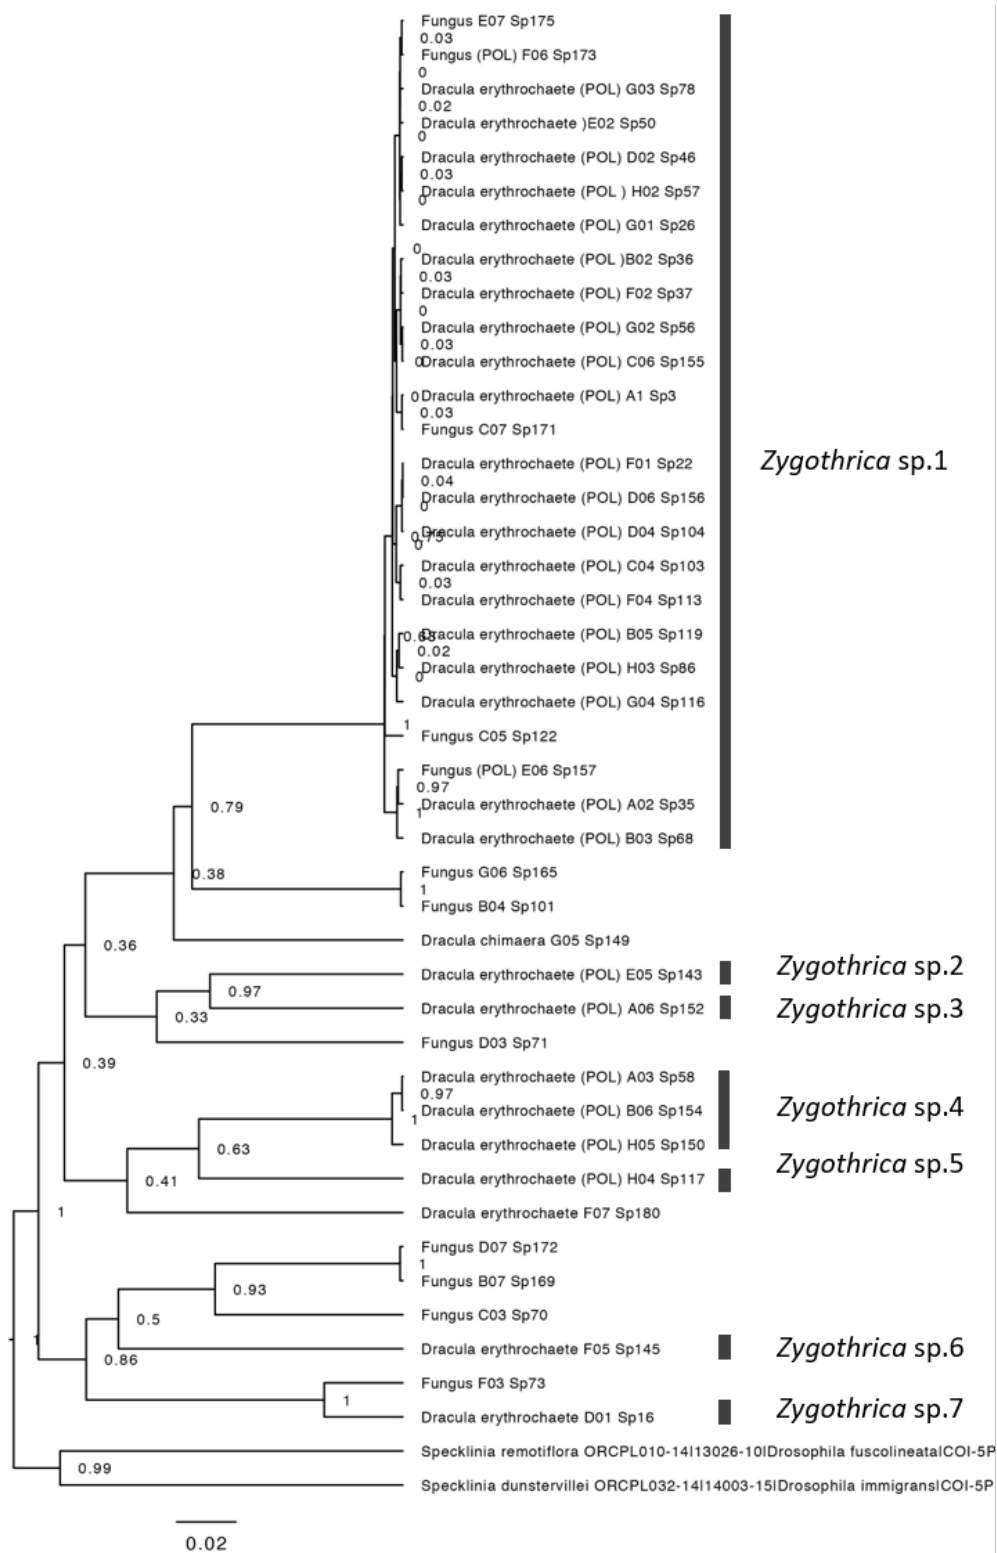 Fungus E07 Sp175
0.03
Fungus (POL) F06 Sp173
0
Dracula erythrochaete (POL) G03 Sp78
0.02
Dracula erythrochaete )E02 Sp50
0
Dracula erythrochaete (POL) D02 Sp46
0.03
Dracula erythrochaete (POL ) H02 Sp57
0
Dracula erythrochaete (POL) G01 Sp26
0
Dracula erythrochaete (POL )B02 Sp36
0.03
Dracula erythrochaete (POL) F02 Sp37
0
Dracula erythrochaete (POL) G02 Sp56
0.03
0 Dracula erythrochaete (POL) C06 Sp155
0 Dracula erythrochaete (POL) A1 Sp3
0.03
Fungus C07 Sp171
Dracula erythrochaete (POL) F01 Sp22
Zygothrica sp.1
0.04
Dracula erythrochaete (POL) D06 Sp156
0
0.75 Dracula erythrochaete (POL) D04 Sp104
0
Dracula erythrochaete (POL) C04 Sp103
0.03
Dracula erythrochaete (POL) F04 Sp113
0.63 Dracula erythrochaete (POL) B05 Sp119
0.02
Dracula erythrochaete (POL) H03 Sp86
0
Dracula erythrochaete (POL) G04 Sp116
1
Fungus C05 Sp122
Fungus (POL) E06 Sp157
0.97
Dracula erythrochaete (POL) A02 Sp35
0.79
1
Dracula erythrochaete (POL) B03 Sp68
Fungus G06 Sp165
0.38
1
Fungus B04 Sp101
Dracula chimaera G05 Sp149
0.36
Dracula erythrochaete (POL) E05 Sp143
Zygothrica sp.2
0.97
Dracula erythrochaete (POL) A06 Sp152
Zygothrica sp.3
0.33
Fungus D03 Sp71
0.39
Dracula erythrochaete (POL) A03 Sp58
0.97
Dracula erythrochaete (POL) B06 Sp154
Zygothrica sp.4
1
Dracula erythrochaete (POL) H05 Sp150
0.63
Zygothrica sp.5
Dracula erythrochaete (POL) H04 Sp117
0.41
Dracula erythrochaete F07 Sp180
1
Fungus D07 Sp172
1
Fungus B07 Sp169
0.93
Fungus C03 Sp70
0.5
1
Dracula erythrochaete F05 Sp145
Zygothrica sp.6
0.86
Fungus F03 Sp73
1
Dracula erythrochaete D01 Sp16
Zygothrica sp.7
Specklinia remotiflora ORCPL010-14|13026-10|Drosophila fuscolineata|COI-5P
0.99
Specklinia dunstervillei ORCPL032-14|14003-15|Drosophila immigrans|COI-5P
0.02